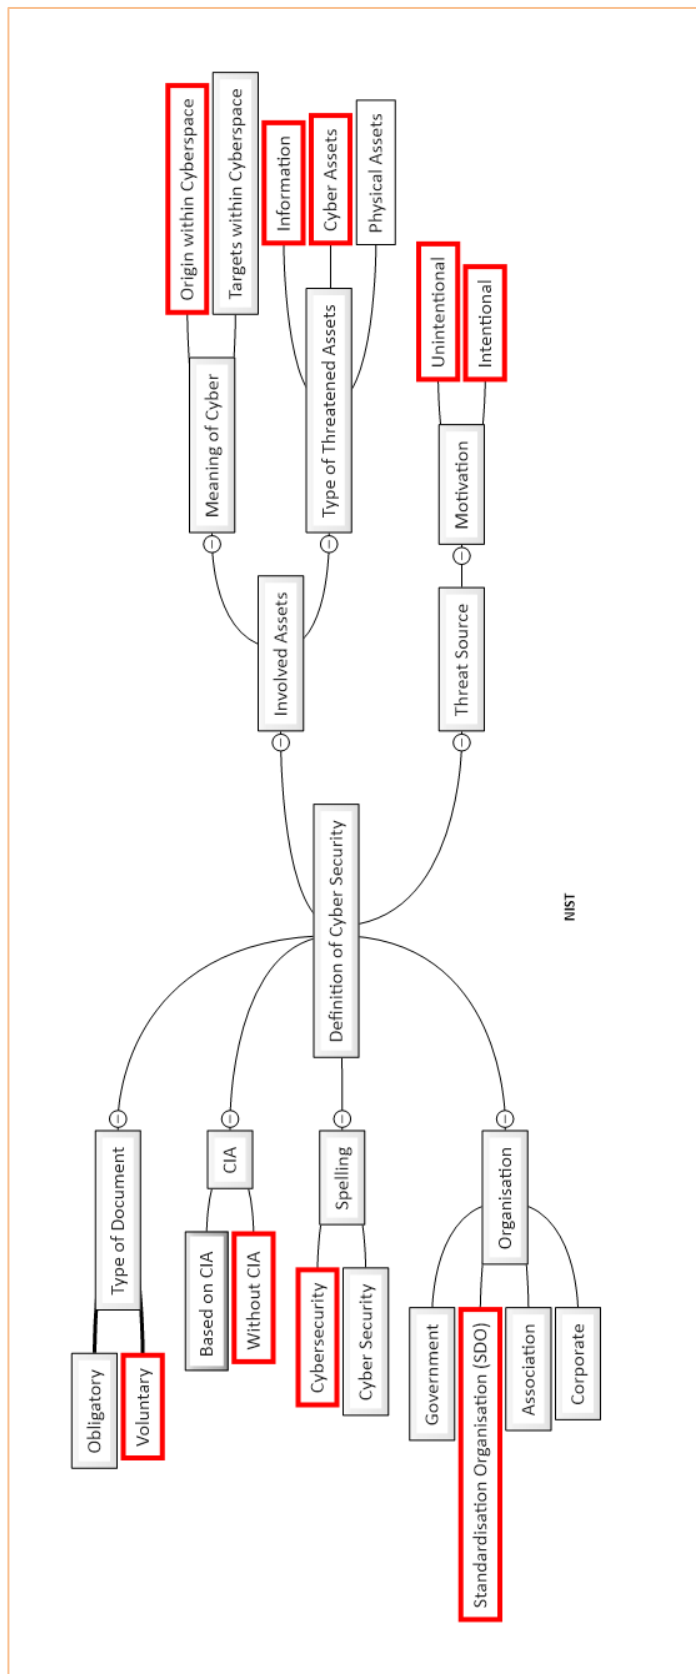 Type of Document
Obligatory
Voluntary
CIA
Based on CIA
Without CIA
Spelling
Cybersecurity
Cyber Security
Organisation
Government
Standardisation Organisation (SDO)
Association
Corporate
Definition of Cyber Security
Involved Assets
Meaning of Cyber
Origin within Cyberspace
Targets within Cyberspace
Type of Threatened Assets
Information
Cyber Assets
Physical Assets
Threat Source
Motivation
Unintentional
Intentional
NIST